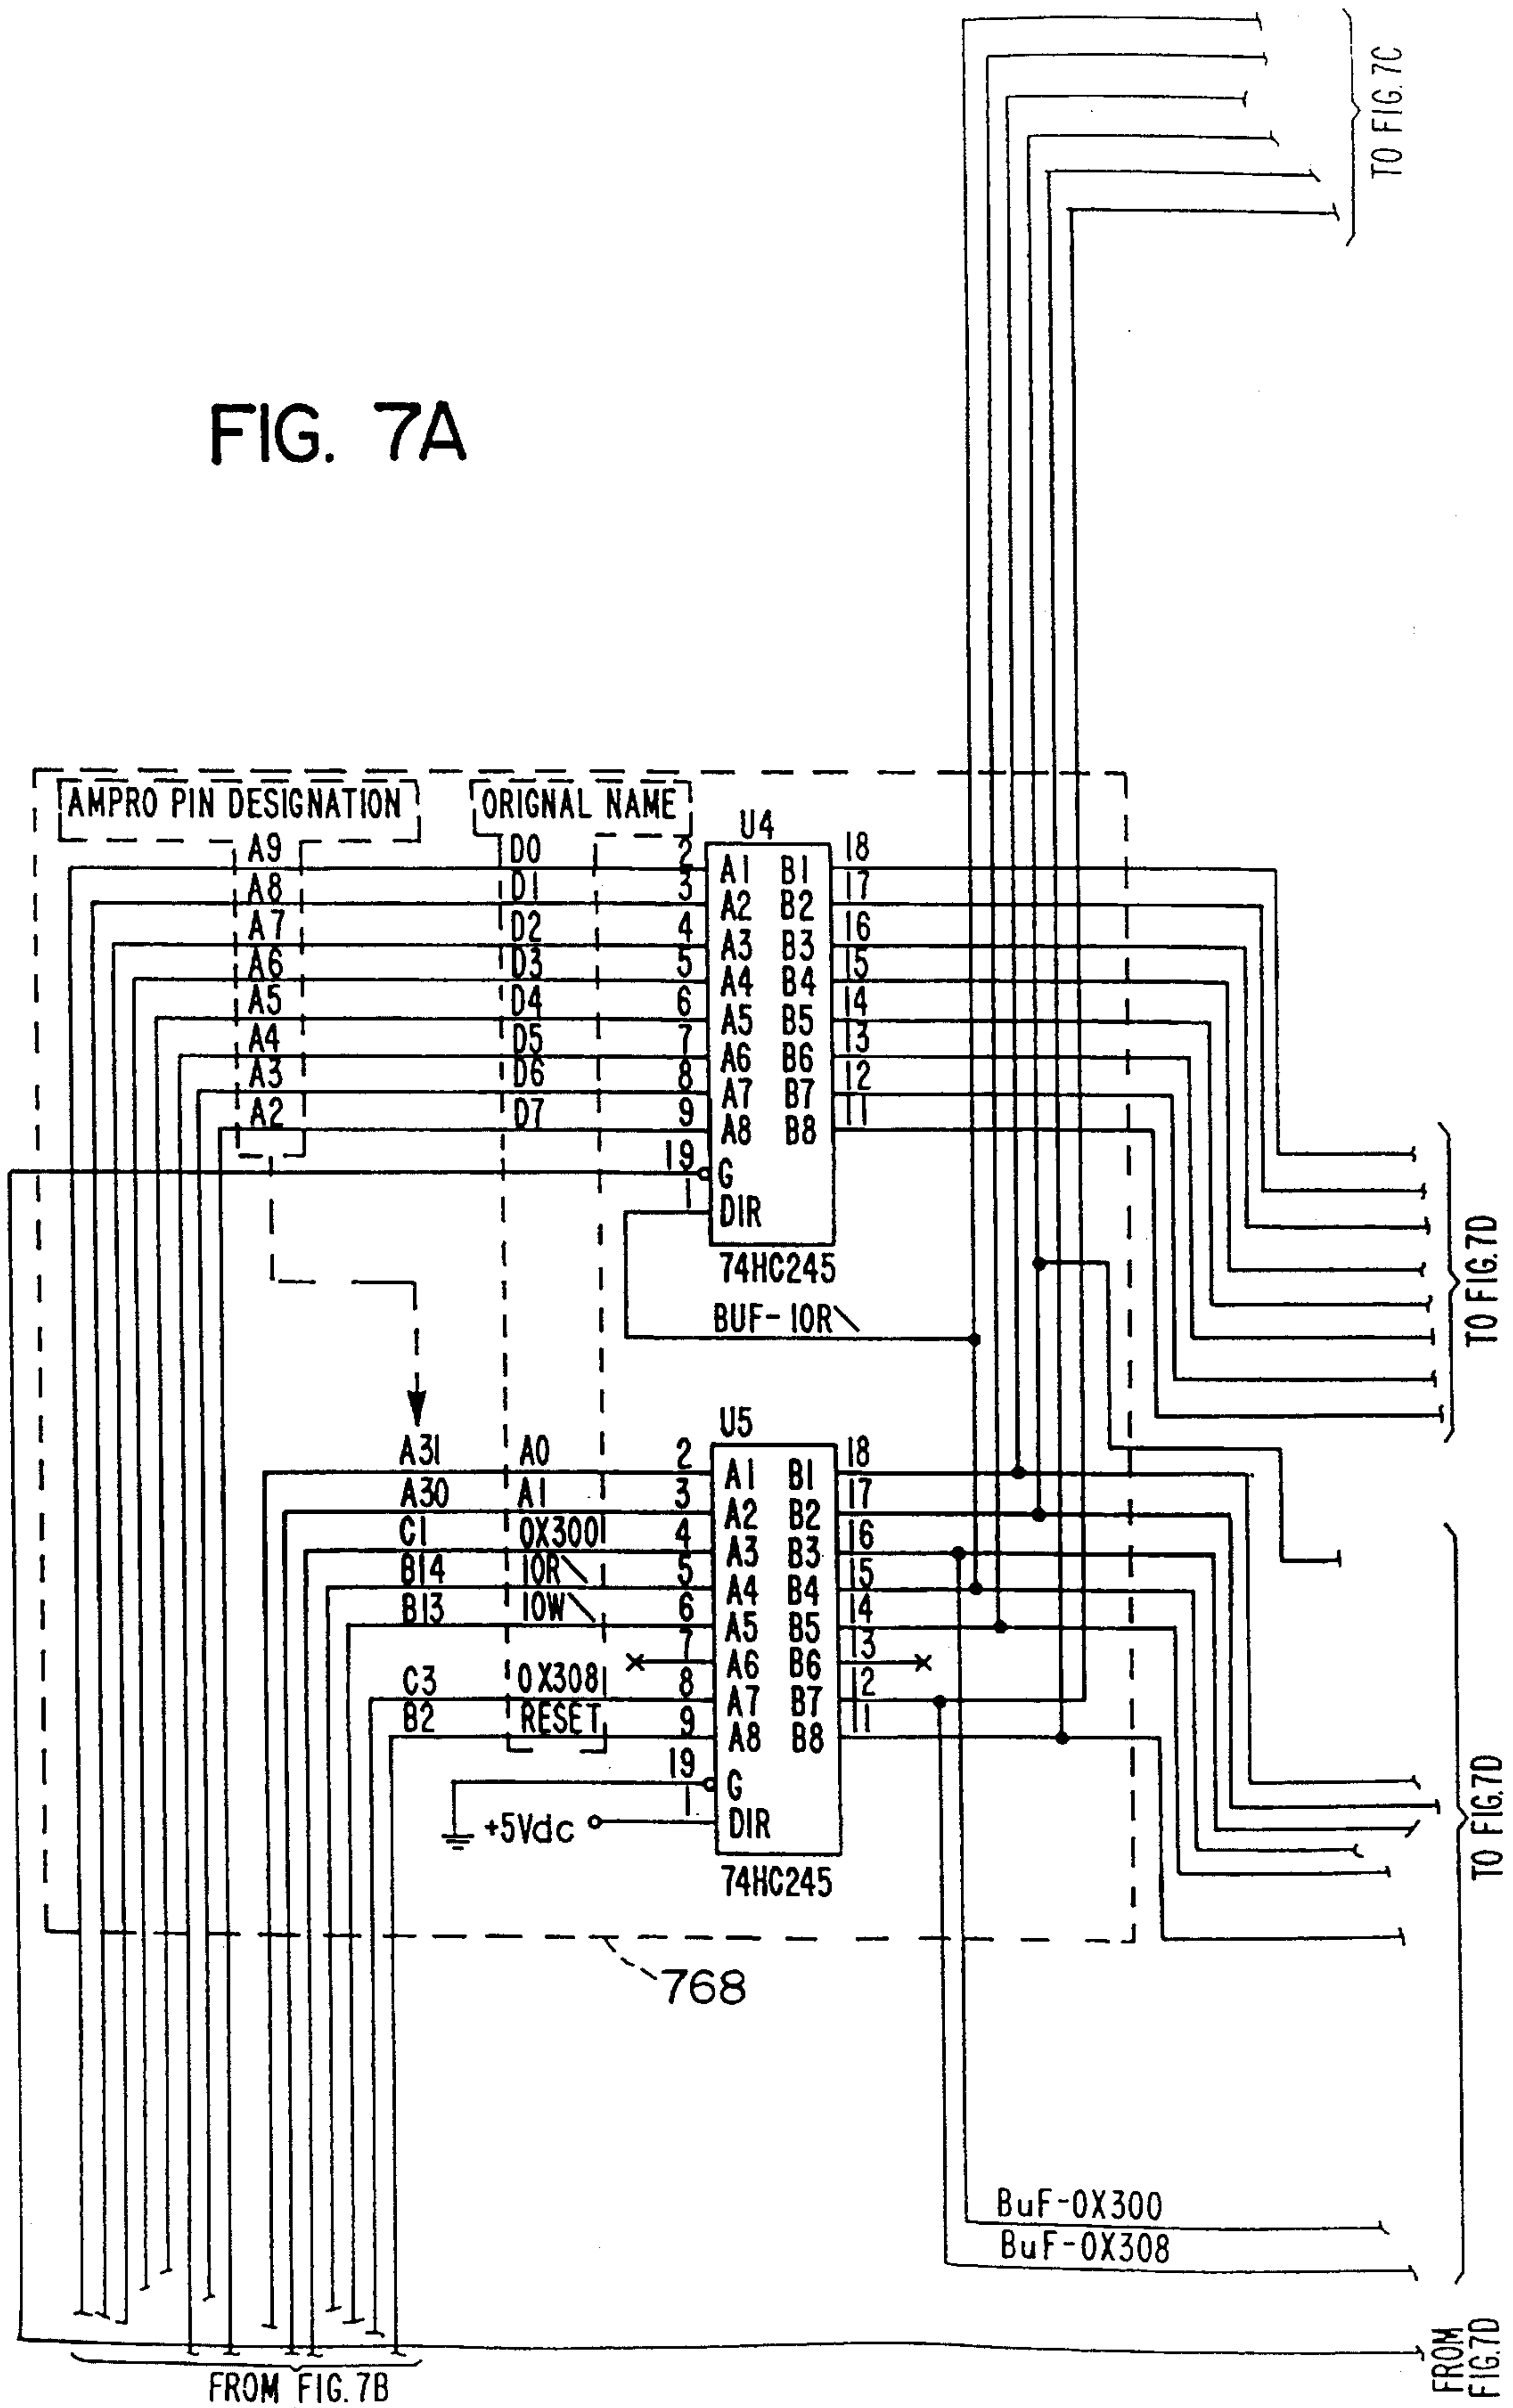 TO FIG.7C
FIG. 7A
AMPRO PIN DESIGNATION
ORIGNAL NAME
U4
A9 D0 2 A1 B1 18
A8 D1 3 A2 B2 17
A7 D2 4 A3 B3 16
A6 D3 5 A4 B4 15
A5 D4 6 A5 B5 14
A4 D5 7 A6 B6 13
A3 D6 8 A7 B7 12
A2 D7 9 A8 B8 11
19 G
1 DIR
74HC245
TO FIG.7D
BUF-IOR\
U5
A31 A0 2 A1 B1 18
A30 A1 3 A2 B2 17
C1 0X300 4 A3 B3 16
B14 IOR\ 5 A4 B4 15
B13 IOW\ 6 A5 B5 14
7 A6 B6 13
C3 0X308 8 A7 B7 12
B2 RESET 9 A8 B8 11
19 G
+5Vdc 1 DIR
74HC245
TO FIG.7D
768
BuF-0X300
BuF-0X308
FROM FIG.7B
FROM
FIG.7D